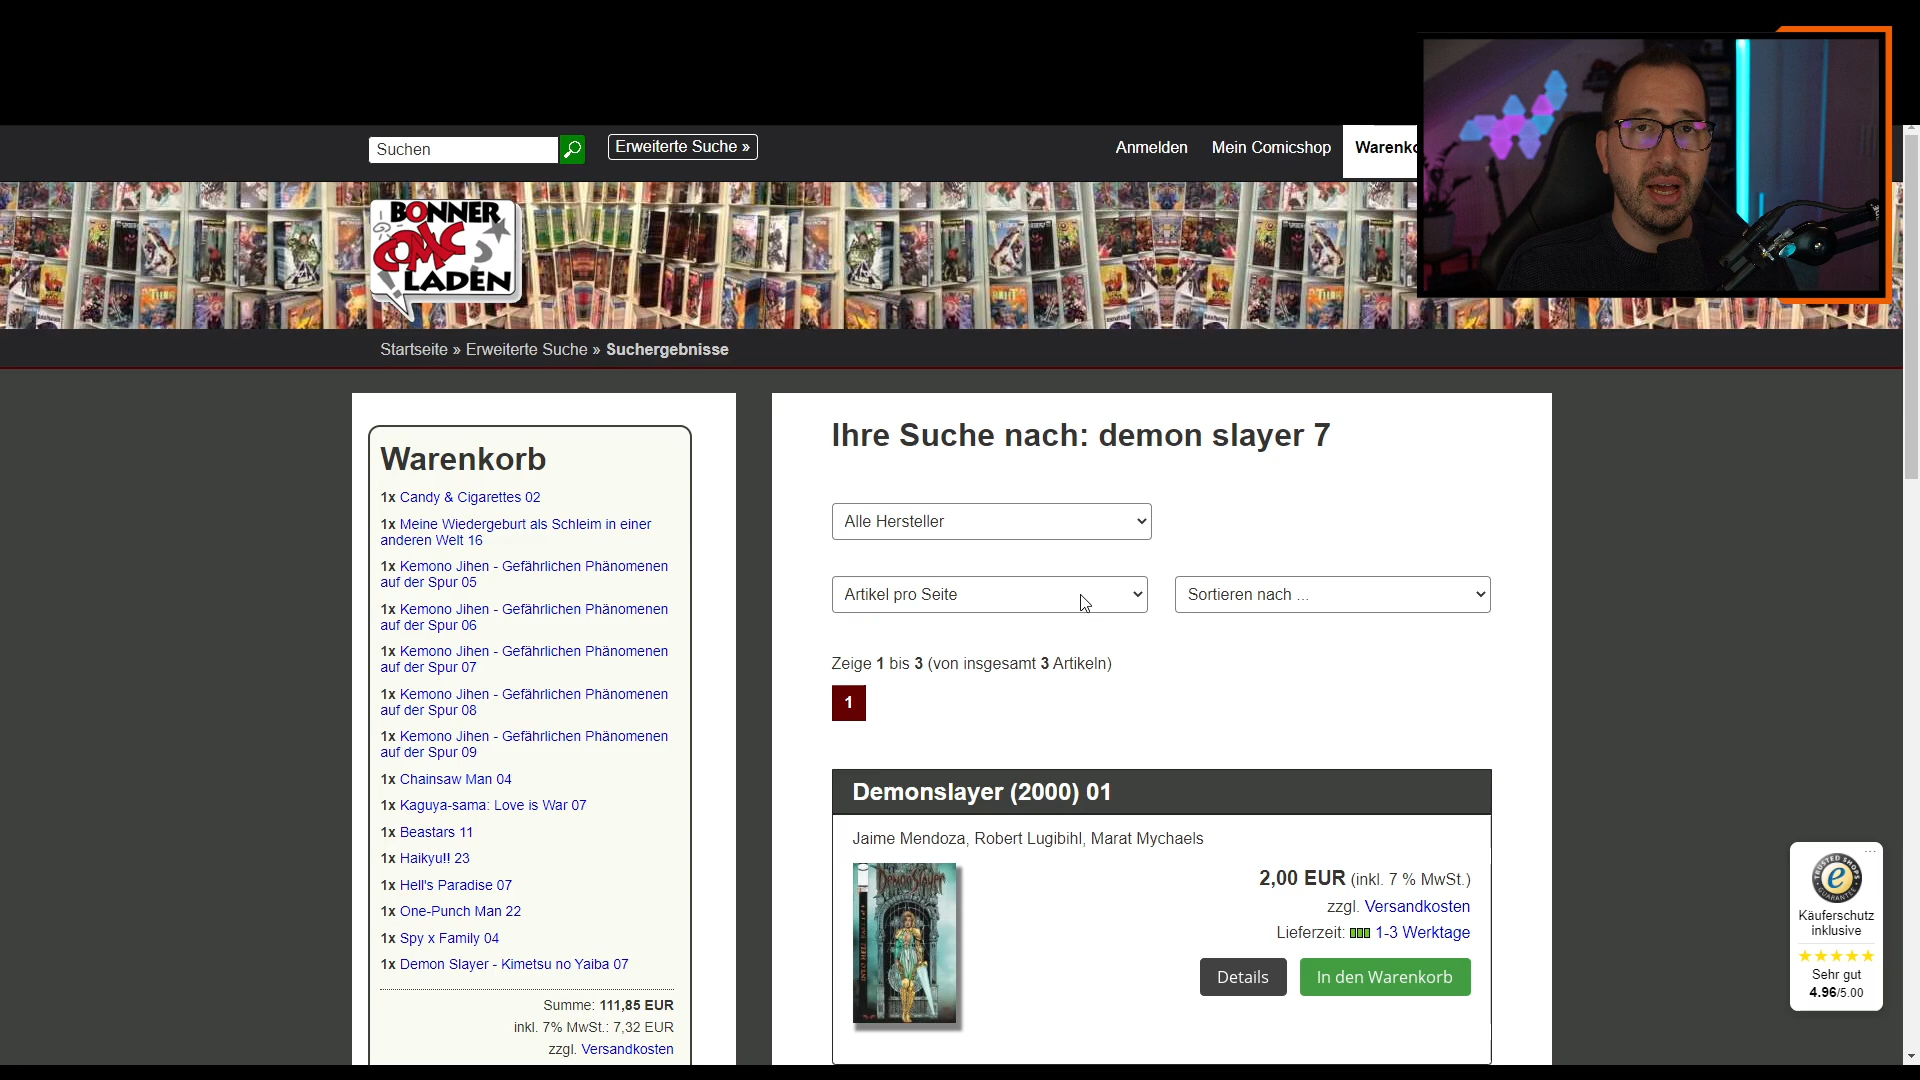 Suchen
Erweiterte Suche »
Anmelden
Mein Comicshop
Warenko
BONNER
COMIC
LADEN
Startseite » Erweiterte Suche » Suchergebnisse
Warenkorb
1x Candy & Cigarettes 02
1x Meine Wiedergeburt als Schleim in einer
anderen Welt 16
1x Kemono Jihen - Gefährlichen Phänomenen
auf der Spur 05
1x Kemono Jihen - Gefährlichen Phänomenen
auf der Spur 06
1x Kemono Jihen - Gefährlichen Phänomenen
auf der Spur 07
1x Kemono Jihen - Gefährlichen Phänomenen
auf der Spur 08
1x Kemono Jihen - Gefährlichen Phänomenen
auf der Spur 09
1x Chainsaw Man 04
1x Kaguya-sama: Love is War 07
1x Beastars 11
1x Haikyu!! 23
1x Hell's Paradise 07
1x One-Punch Man 22
1x Spy x Family 04
1x Demon Slayer - Kimetsu no Yaiba 07
Summe: 111,85 EUR
inkl. 7% MwSt.: 7,32 EUR
zzgl. Versandkosten
Ihre Suche nach: demon slayer 7
Alle Hersteller
Artikel pro Seite
Sortieren nach ...
Zeige 1 bis 3 (von insgesamt 3 Artikeln)
1
Demonslayer (2000) 01
Jaime Mendoza, Robert Lugibihl, Marat Mychaels
DemonSlayer
2,00 EUR (inkl. 7 % MwSt.)
zzgl. Versandkosten
Lieferzeit: 1-3 Werktage
Details
In den Warenkorb
...
TRUSTED SHOPS
GUARANTEE
Käuferschutz
inklusive
Sehr gut
4.96/5.00